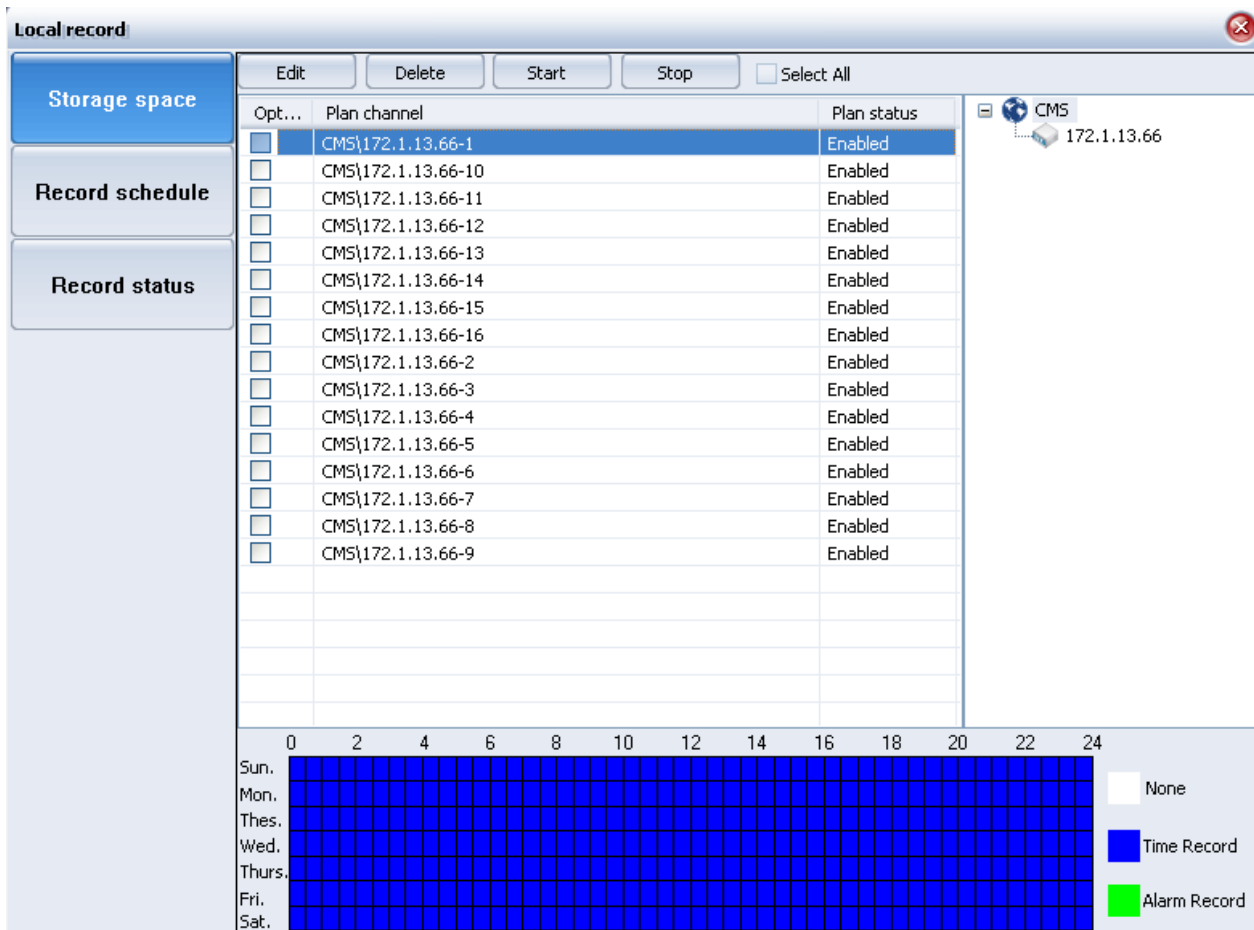 Local record
Storage space
Record schedule
Record status
Edit Delete Start Stop Select All
Opt... Plan channel Plan status
CMS\172.1.13.66-1 Enabled
CMS\172.1.13.66-10 Enabled
CMS\172.1.13.66-11 Enabled
CMS\172.1.13.66-12 Enabled
CMS\172.1.13.66-13 Enabled
CMS\172.1.13.66-14 Enabled
CMS\172.1.13.66-15 Enabled
CMS\172.1.13.66-16 Enabled
CMS\172.1.13.66-2 Enabled
CMS\172.1.13.66-3 Enabled
CMS\172.1.13.66-4 Enabled
CMS\172.1.13.66-5 Enabled
CMS\172.1.13.66-6 Enabled
CMS\172.1.13.66-7 Enabled
CMS\172.1.13.66-8 Enabled
CMS\172.1.13.66-9 Enabled
CMS
172.1.13.66
0 2 4 6 8 10 12 14 16 18 20 22 24
Sun.
Mon.
Thes.
Wed.
Thurs.
Fri.
Sat.
None
Time Record
Alarm Record